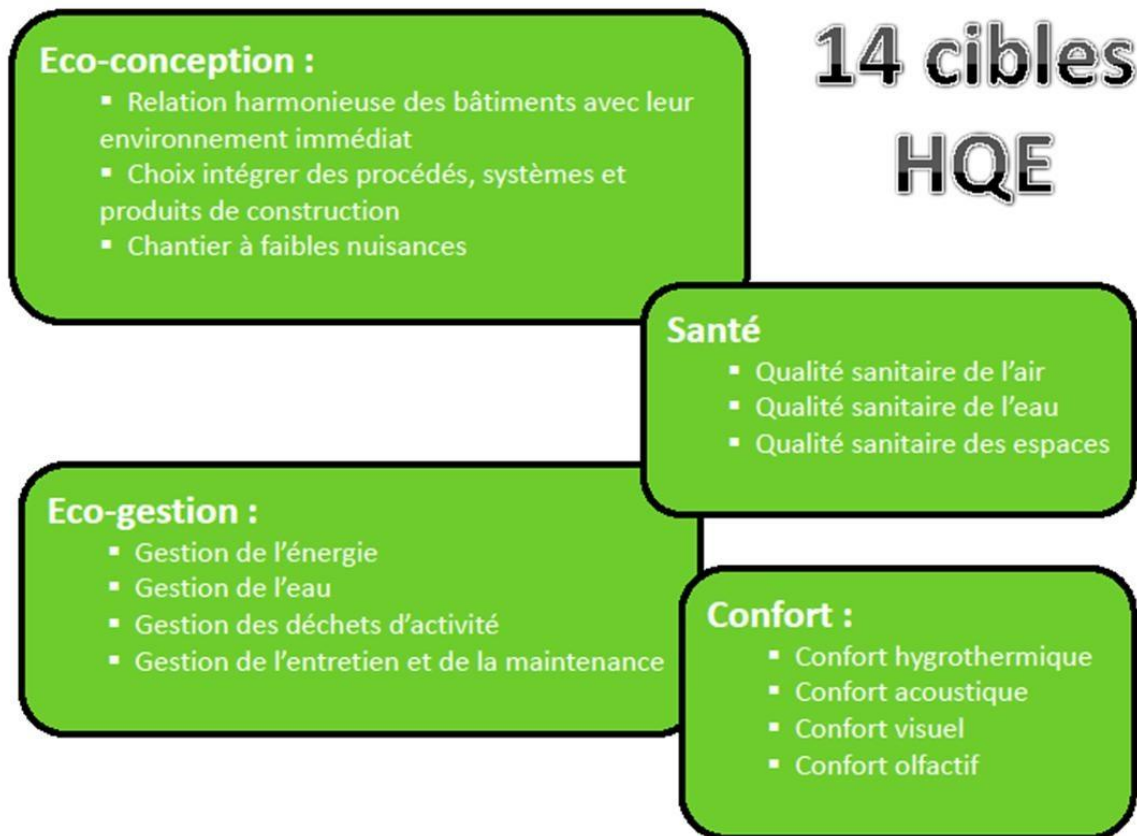 14 cibles
HQE
Eco-conception :
▪ Relation harmonieuse des bâtiments avec leur
environnement immédiat
▪ Choix intégrer des procédés, systèmes et
produits de construction
▪ Chantier à faibles nuisances
Santé
▪ Qualité sanitaire de l’air
▪ Qualité sanitaire de l’eau
▪ Qualité sanitaire des espaces
Eco-gestion :
▪ Gestion de l’énergie
▪ Gestion de l’eau
▪ Gestion des déchets d’activité
▪ Gestion de l’entretien et de la maintenance
Confort :
▪ Confort hygrothermique
▪ Confort acoustique
▪ Confort visuel
▪ Confort olfactif